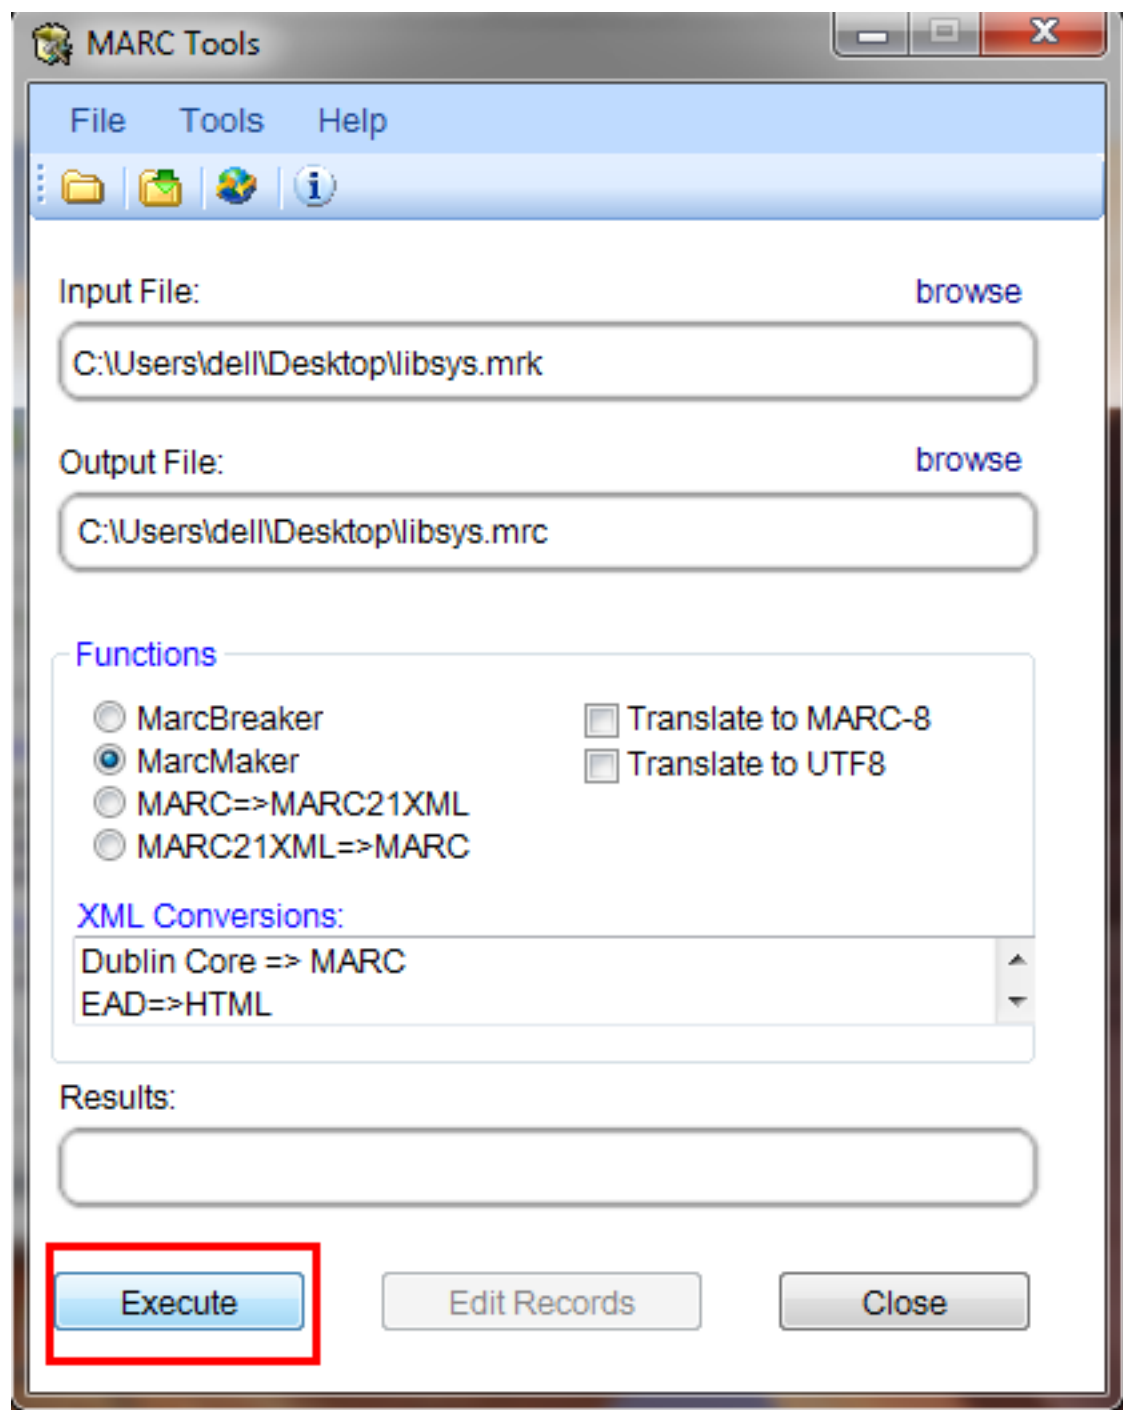 MARC Tools
File Tools Help
Input File: browse
C:\Users\dell\Desktop\libsys.mrk
Output File: browse
C:\Users\dell\Desktop\libsys.mrc
Functions
MarcBreaker Translate to MARC-8
MarcMaker Translate to UTF8
MARC=>MARC21XML
MARC21XML=>MARC
XML Conversions:
Dublin Core => MARC
EAD=>HTML
Results:
Execute Edit Records Close